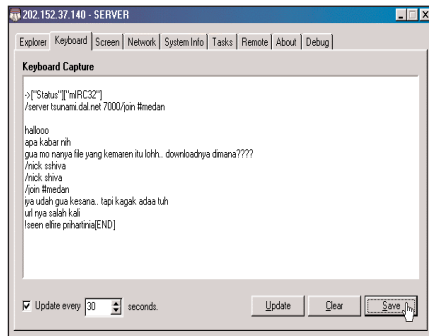 202.152.37.140 - SERVER
Explorer Keyboard Screen Network System Info Tasks Remote About Debug
Keyboard Capture
->["Status"]["mIRC32"]
/server tsunami.dal.net 7000/join #medan
hallooo
apa kabar nih
gua mo nanya file yang kemaren itu lohh.. downloadnya dimana????
/nick sshiva
/nick shiva
/join #medan
iya udah gua kesana.. tapi kagak adaa tuh
url nya salah kali
!seen elfire prihartinia[END]
Update every 30 seconds. Update Clear Save